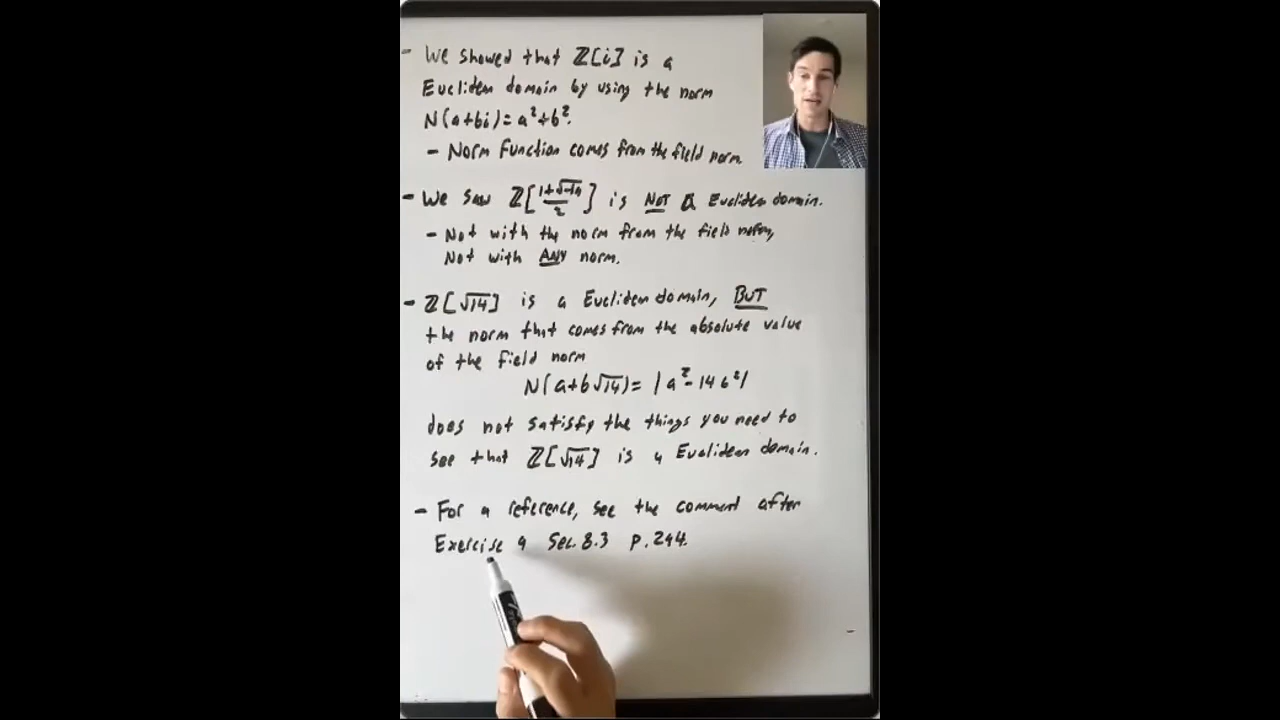 - We showed that ℤ[i] is a
Euclidean domain by using the norm
N(a+bi)=a²+b².
- Norm function comes from the field norm.
- We saw ℤ[(1+√-19)/2] is NOT a Euclidean domain.
- Not with the norm from the field norm,
Not with ANY norm.
- ℤ[√14] is a Euclidean domain, BUT
the norm that comes from the absolute value
of the field norm
N(a+b√14)= |a²-14b²|
does not satisfy the things you need to
see that ℤ[√14] is a Euclidean domain.
- For a reference, see the comment after
Exercise 9 Sec. 8.3 p.294.